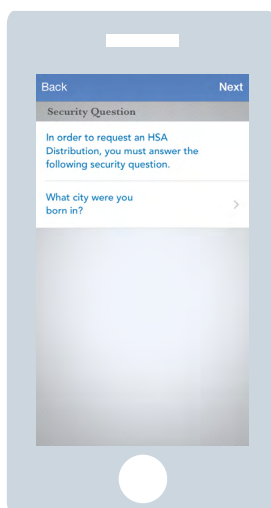 Back Next
Security Question
In order to request an HSA
Distribution, you must answer the
following security question.
What city were you
born in?